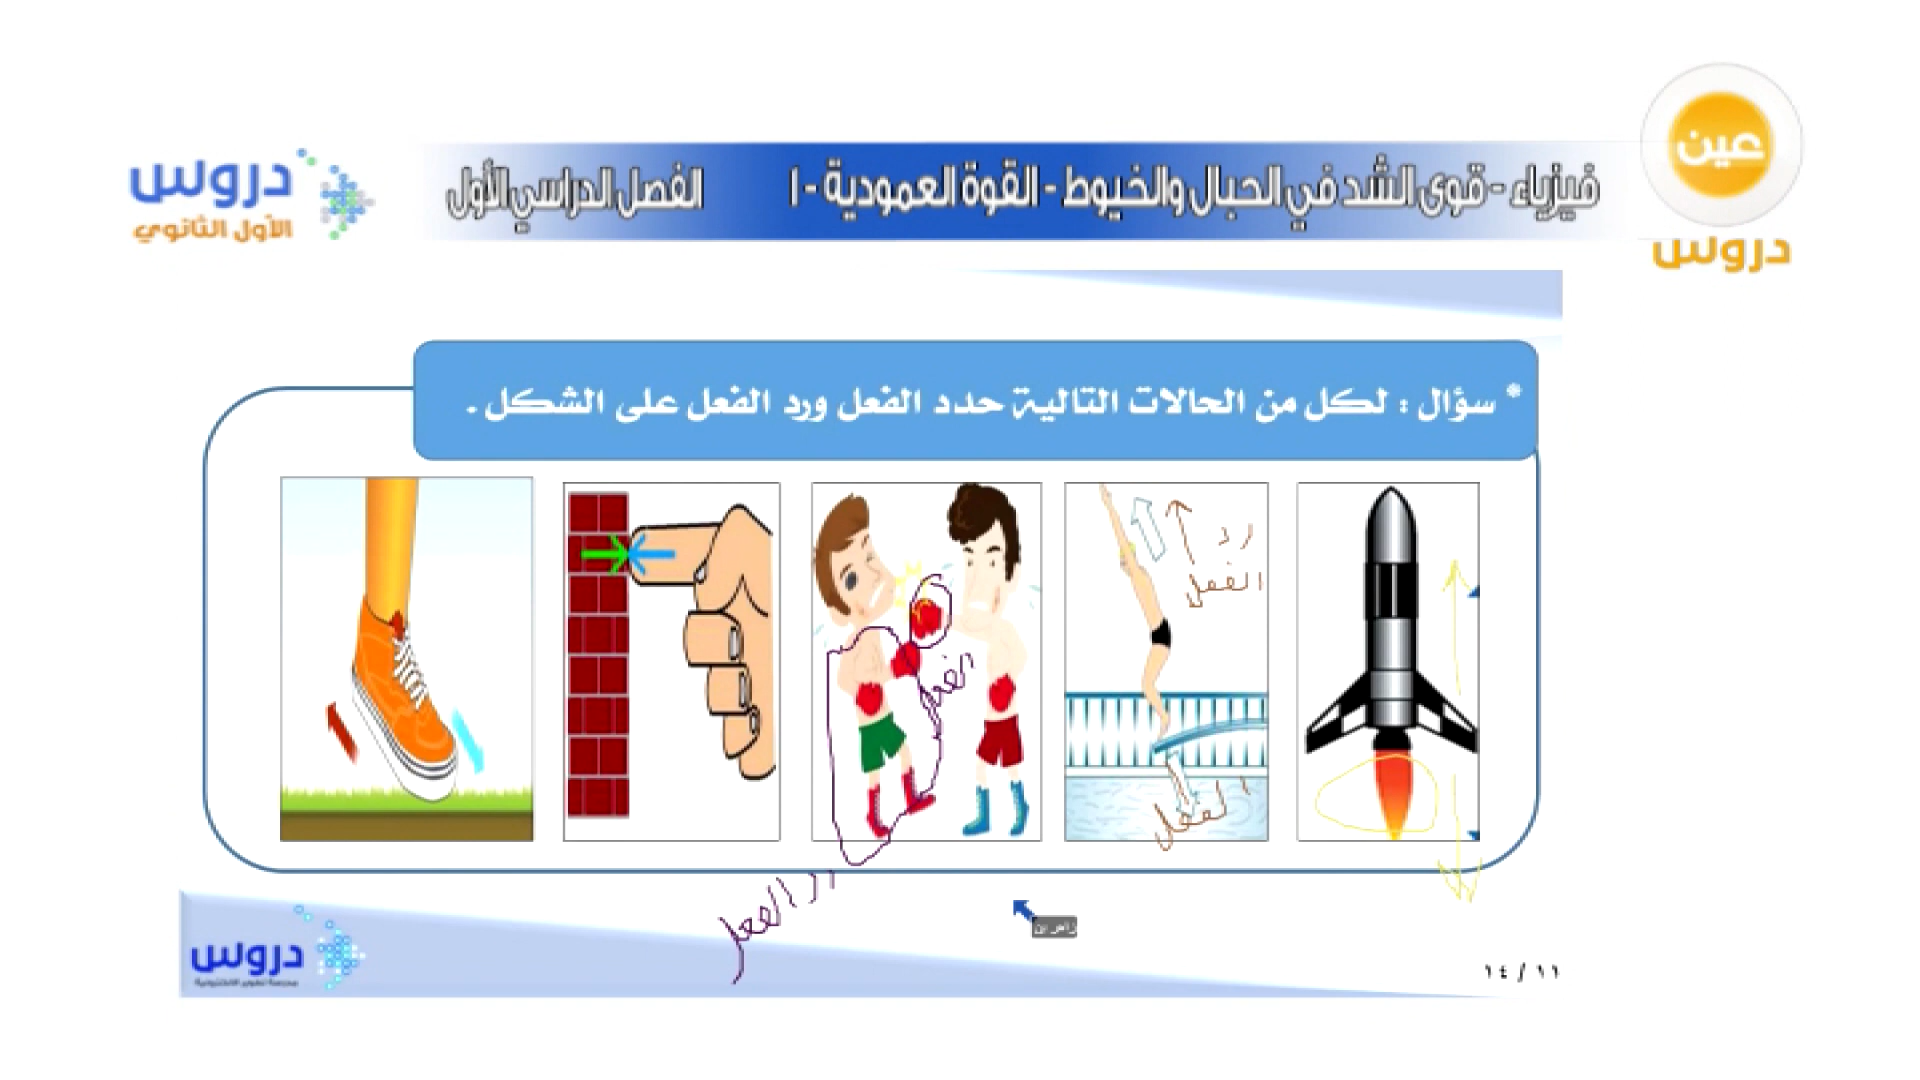 عين
دروس
فيزياء - قوى الشد في الحبال والخيوط - القوة العمودية - ١
الفصل الدراسي الأول
دروس
الأول الثانوي
* سؤال : لكل من الحالات التالية حدد الفعل ورد الفعل على الشكل .
رد
الفعل
الفعل
الفعل
رد الفعل
دروس
١٤ / ١١